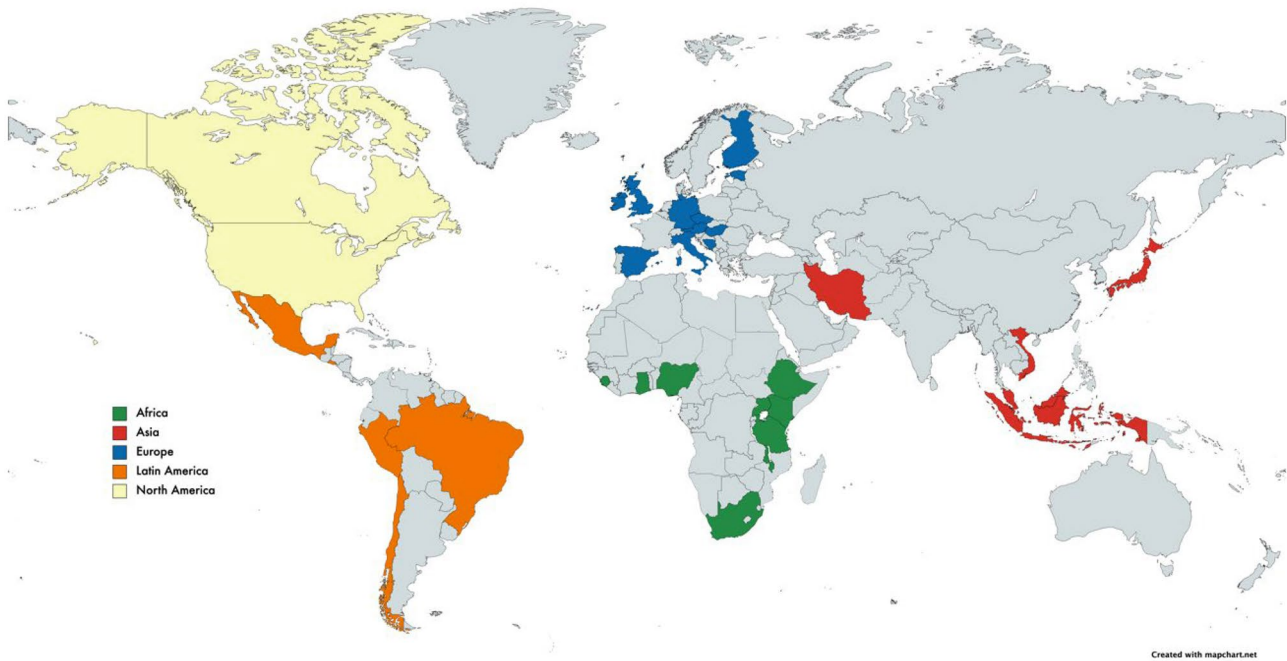 Africa
Asia
Europe
Latin America
North America
Created with mapchart.net